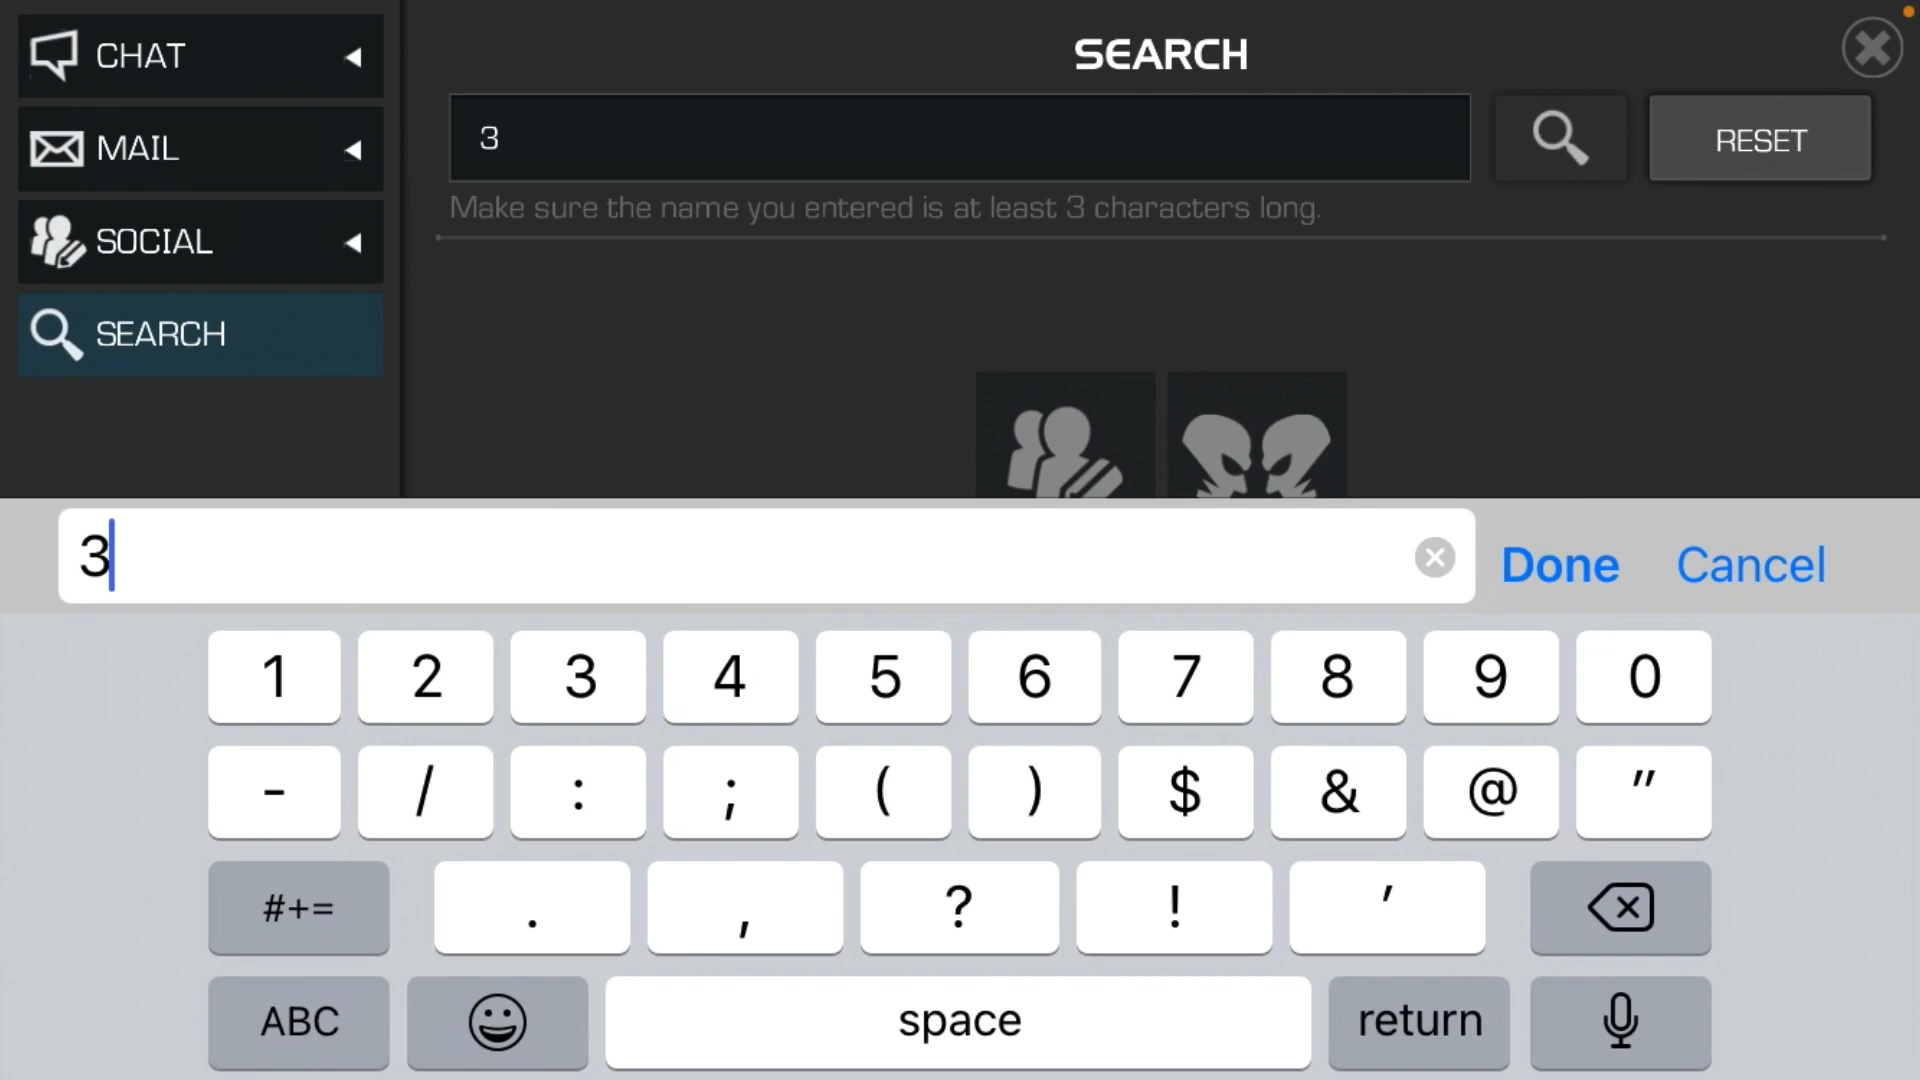 CHAT
MAIL
SOCIAL
SEARCH
SEARCH
3
RESET
Make sure the name you entered is at least 3 characters long.
3
Done
Cancel
1 2 3 4 5 6 7 8 9 0
- / : ; ( ) $ & @ "
#+= . , ? ! '
ABC space return